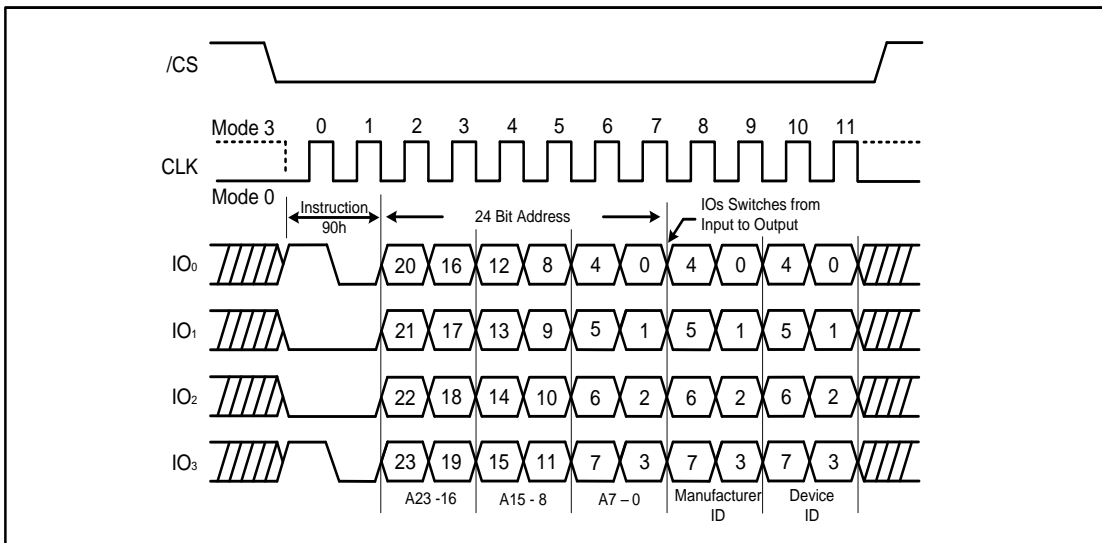 /CS
Mode 3
0 1 2 3 4 5 6 7 8 9 10 11
CLK
Mode 0
Instruction
90h
24 Bit Address
IOs Switches from
Input to Output
IO0 20 16 12 8 4 0 4 0 4 0
IO1 21 17 13 9 5 1 5 1 5 1
IO2 22 18 14 10 6 2 6 2 6 2
IO3 23 19 15 11 7 3 7 3 7 3
A23 -16 A15 - 8 A7 – 0 Manufacturer ID Device ID